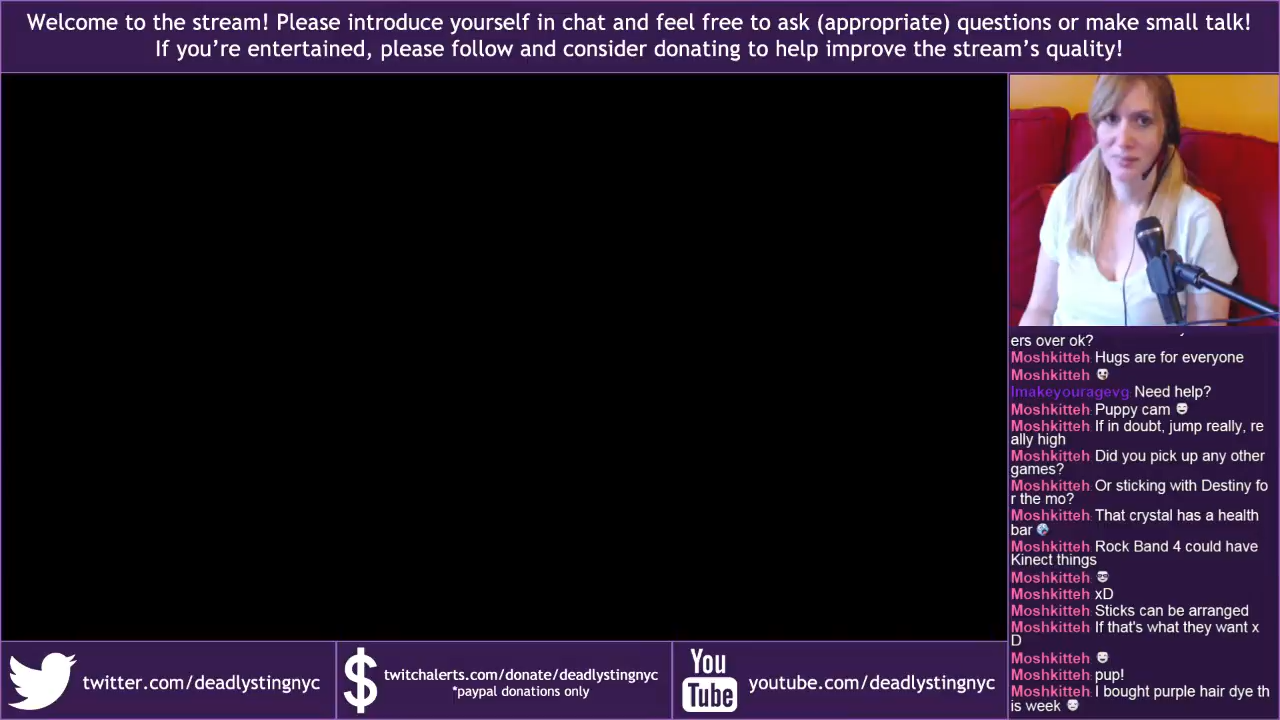 Welcome to the stream! Please introduce yourself in chat and feel free to ask (appropriate) questions or make small talk!
If you’re entertained, please follow and consider donating to help improve the stream’s quality!
ers over ok?
Moshkitteh Hugs are for everyone
Moshkitteh
Imakeyouragevg: Need help?
Moshkitteh Puppy cam
Moshkitteh If in doubt, jump really, re
ally high
Moshkitteh Did you pick up any other
games?
Moshkitteh Or sticking with Destiny fo
r the mo?
Moshkitteh That crystal has a health
bar
Moshkitteh Rock Band 4 could have
Kinect things
Moshkitteh
Moshkitteh xD
Moshkitteh Sticks can be arranged
Moshkitteh If that's what they want x
D
Moshkitteh
Moshkitteh pup!
Moshkitteh I bought purple hair dye th
is week
twitter.com/deadlystingnyc
$
twitchalerts.com/donate/deadlystingnyc
*paypal donations only
You
Tube
youtube.com/deadlystingnyc